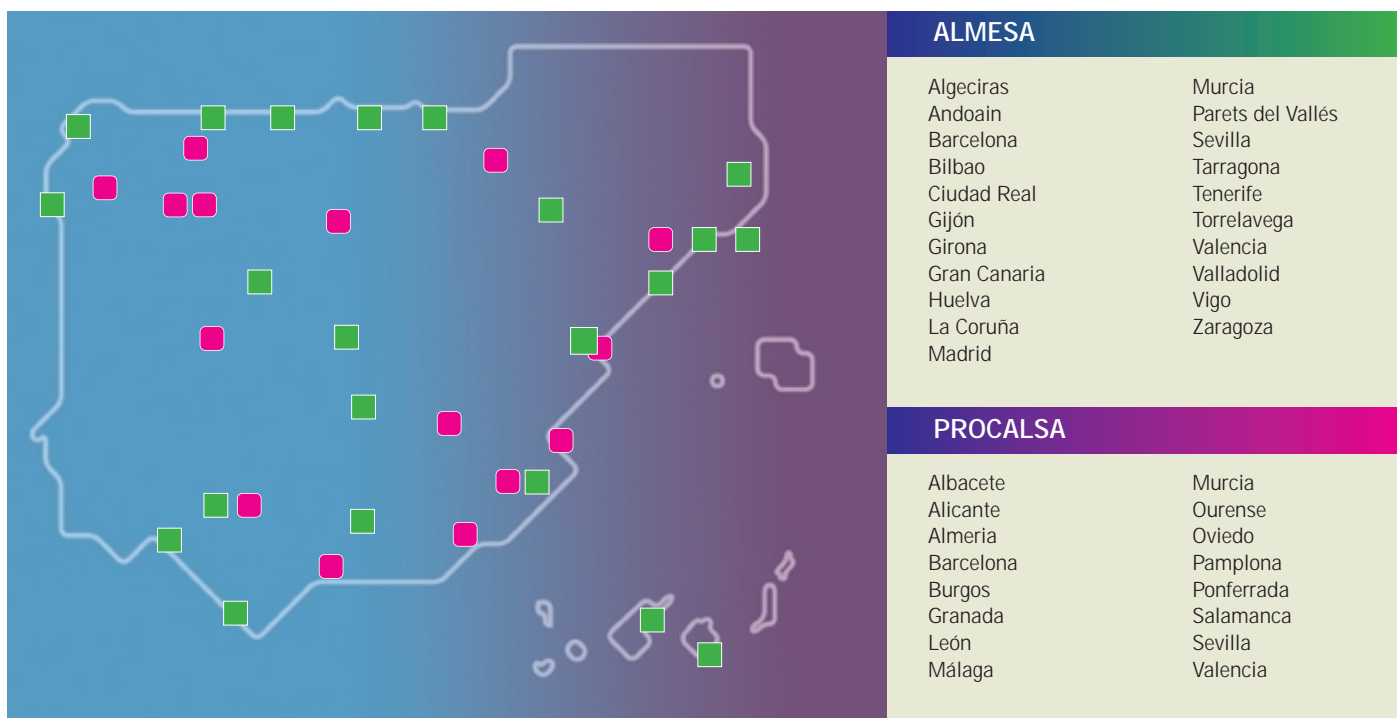 ALMESA
Algeciras
Andoain
Barcelona
Bilbao
Ciudad Real
Gijón
Girona
Gran Canaria
Huelva
La Coruña
Madrid
Murcia
Parets del Vallés
Sevilla
Tarragona
Tenerife
Torrelavega
Valencia
Valladolid
Vigo
Zaragoza
PROCALSA
Albacete
Alicante
Almeria
Barcelona
Burgos
Granada
León
Málaga
Murcia
Ourense
Oviedo
Pamplona
Ponferrada
Salamanca
Sevilla
Valencia